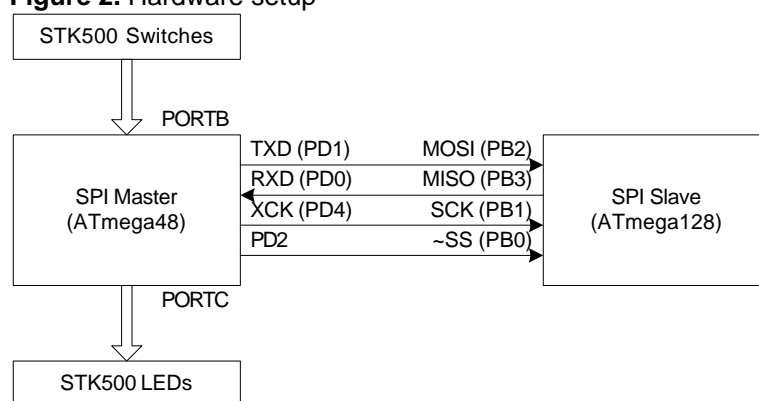 Figure 2. Hardware setup
STK500 Switches
PORTB
TXD (PD1) MOSI (PB2)
RXD (PD0) MISO (PB3)
SPI Master
(ATmega48)
XCK (PD4) SCK (PB1)
PD2 ~SS (PB0)
SPI Slave
(ATmega128)
PORTC
STK500 LEDs